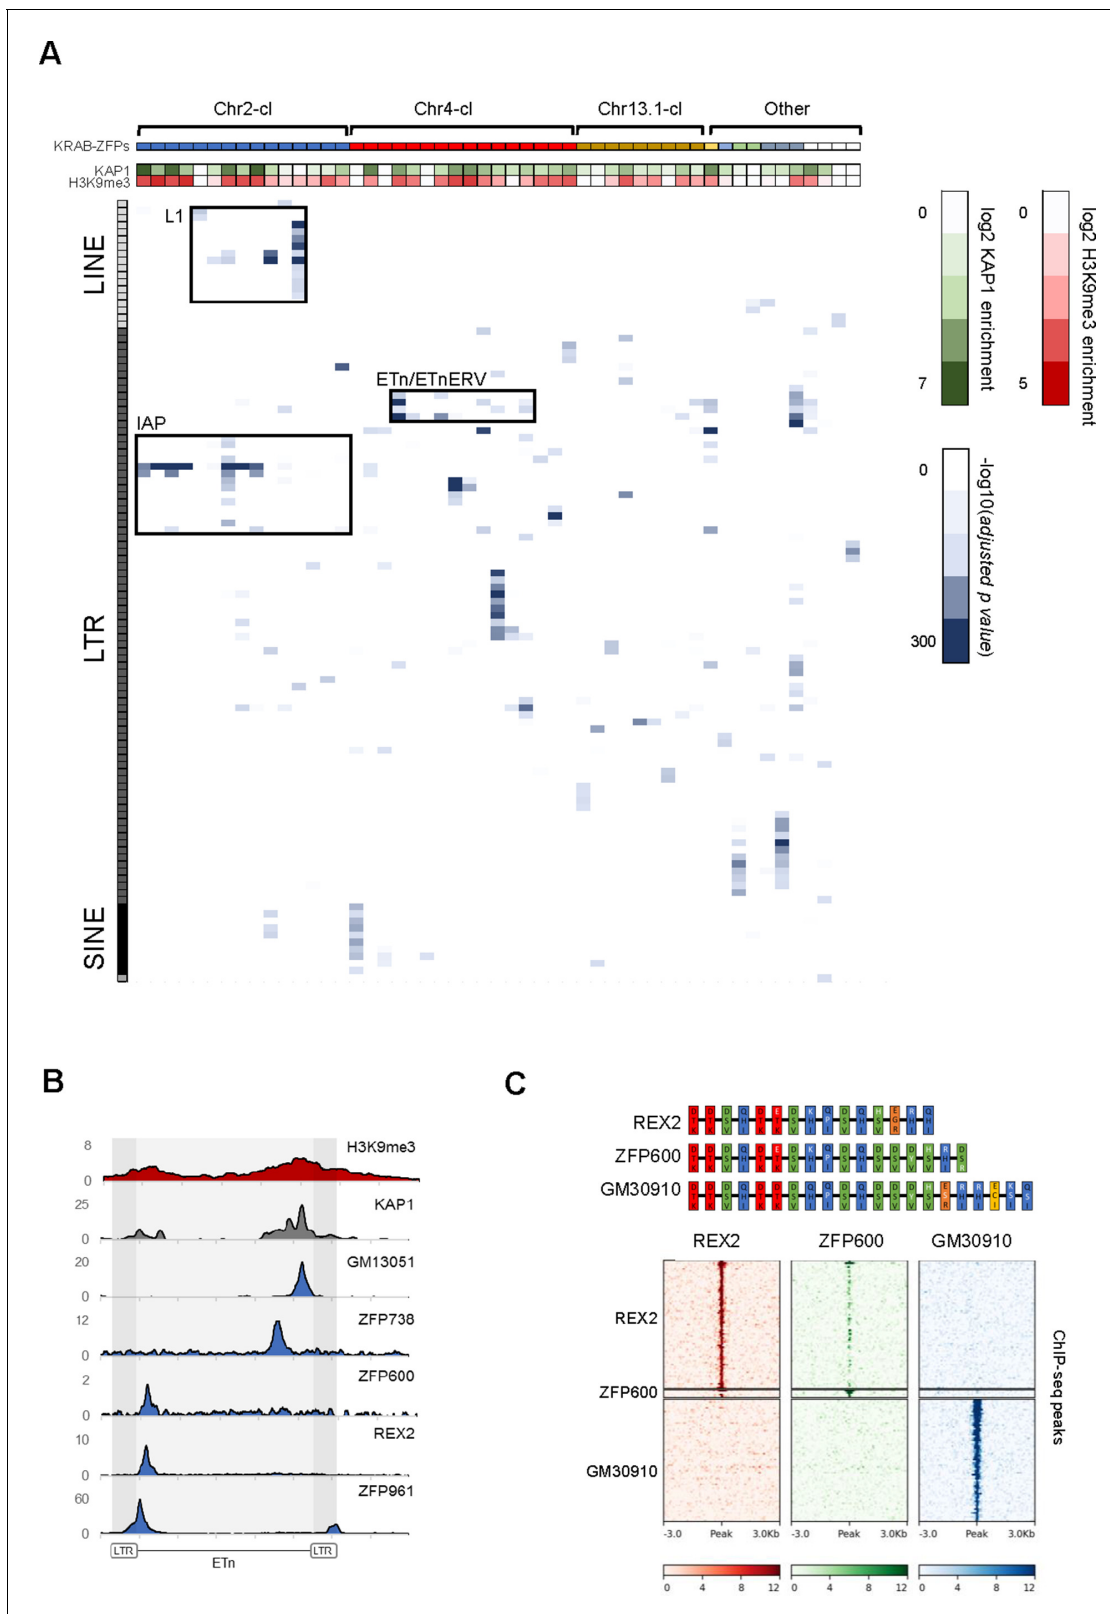 A
Chr2-cl Chr4-cl Chr13.1-cl Other
KRAB-ZFPs
KAP1
H3K9me3
L1
LINE
ETn/ETnERV
IAP
LTR
SINE
0
7
log2 KAP1 enrichment
0
5
log2 H3K9me3 enrichment
0
300
-log10(adjusted p value)
B
H3K9me3
8
0
KAP1
25
0
GM13051
20
0
ZFP738
12
0
ZFP600
2
0
REX2
10
0
ZFP961
60
0
LTR LTR
ETn
C
REX2
ZFP600
GM30910
REX2 ZFP600 GM30910
REX2
ZFP600
GM30910
ChIP-seq peaks
-3.0 Peak 3.0Kb -3.0 Peak 3.0Kb -3.0 Peak 3.0Kb
0 4 8 12 0 4 8 12 0 4 8 12